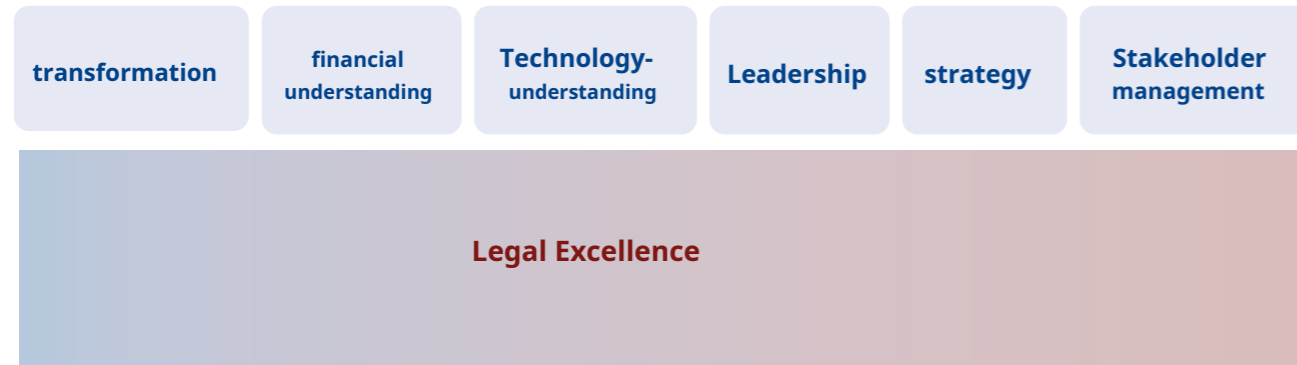 transformation
financial
understanding
Technology-
understanding
Leadership
strategy
Stakeholder
management
Legal Excellence